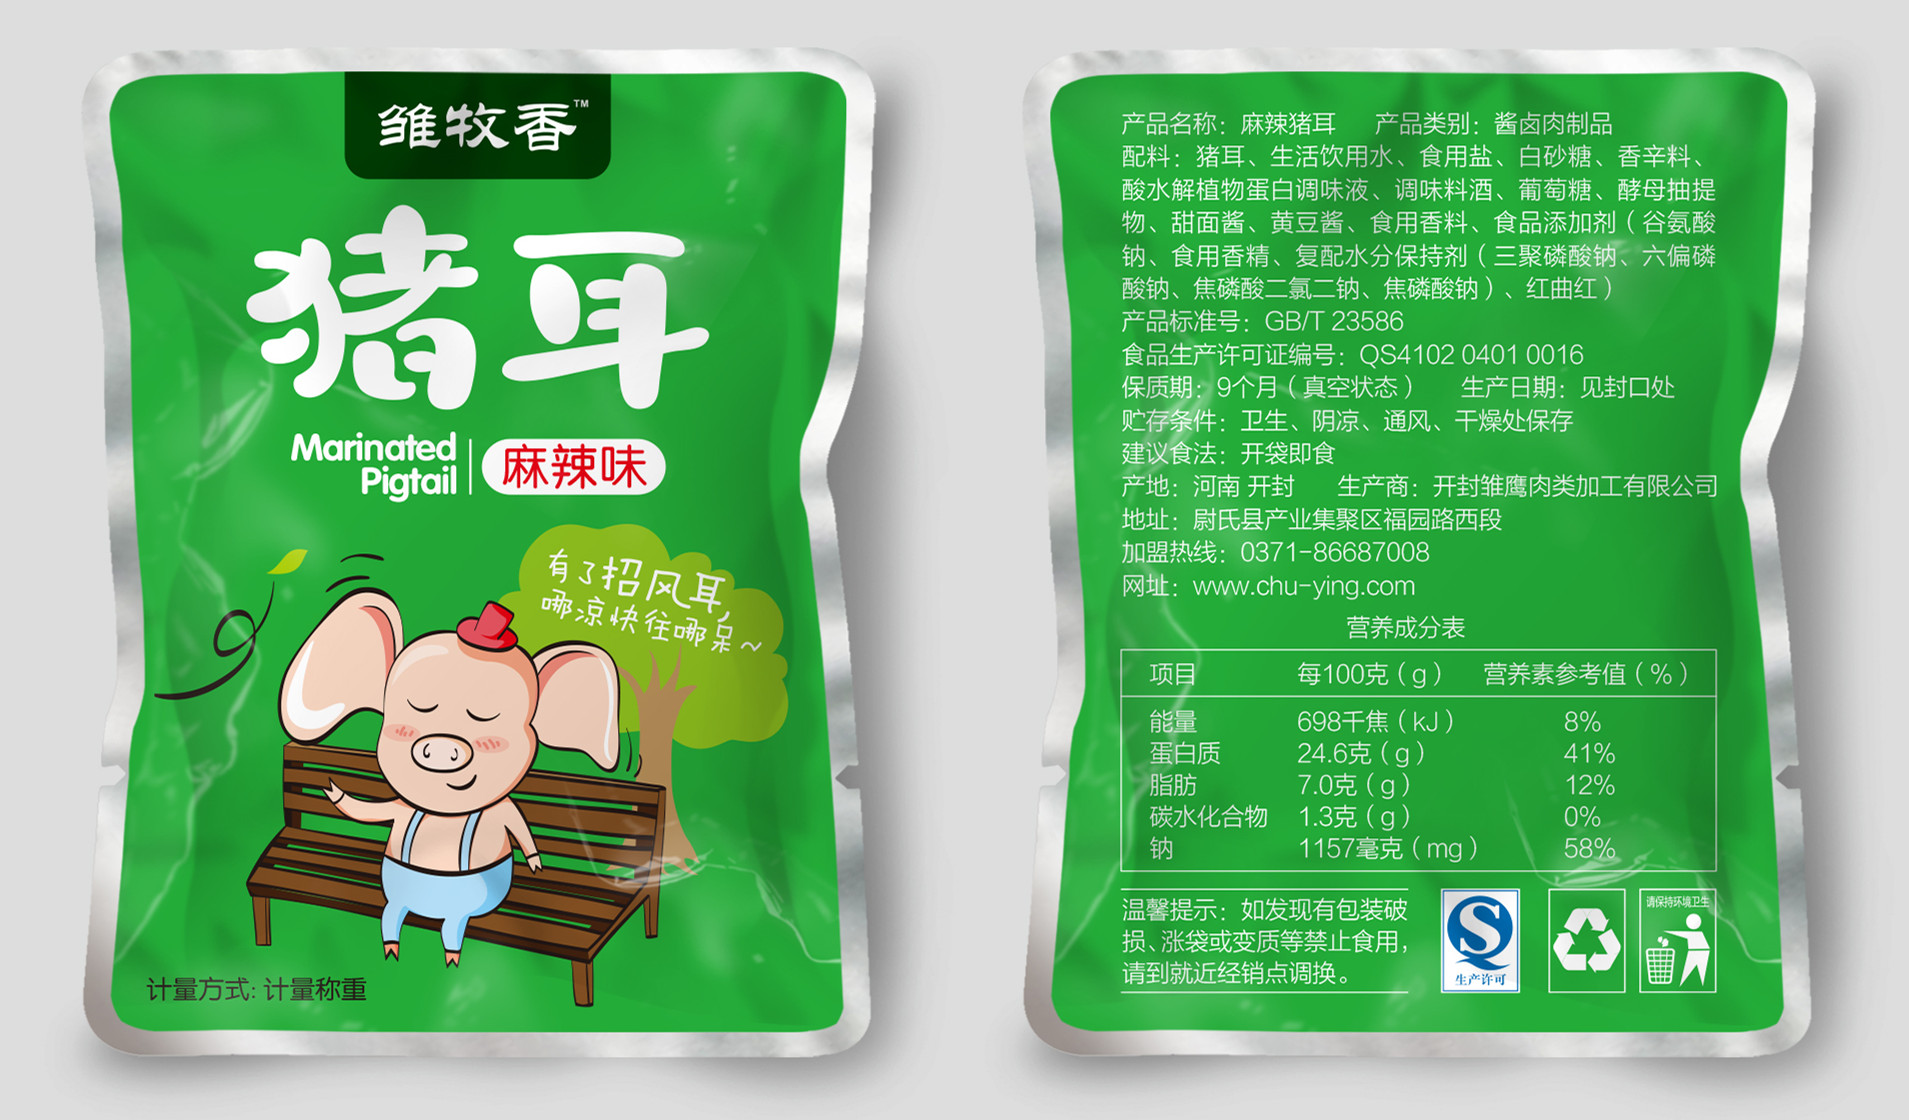 雏牧香™
猪耳
Marinated
Pigtail
麻辣味
有了招风耳,
哪凉快往哪呆~
计量方式: 计量称重
产品名称：麻辣猪耳 产品类别：酱卤肉制品
配料：猪耳、生活饮用水、食用盐、白砂糖、香辛料、
酸水解植物蛋白调味液、调味料酒、葡萄糖、酵母抽提
物、甜面酱、黄豆酱、食用香料、食品添加剂（谷氨酸
钠、食用香精、复配水分保持剂（三聚磷酸钠、六偏磷
酸钠、焦磷酸二氯二钠、焦磷酸钠）、红曲红）
产品标准号：GB/T 23586
食品生产许可证编号：QS4102 0401 0016
保质期：9个月（真空状态） 生产日期：见封口处
贮存条件：卫生、阴凉、通风、干燥处保存
建议食法：开袋即食
产地：河南 开封 生产商：开封雏鹰肉类加工有限公司
地址：尉氏县产业集聚区福园路西段
加盟热线：0371-86687008
网址：www.chu-ying.com
营养成分表
项目 每100克（g） 营养素参考值（%）
能量 698千焦（kJ） 8%
蛋白质 24.6克（g） 41%
脂肪 7.0克（g） 12%
碳水化合物 1.3克（g） 0%
钠 1157毫克（mg） 58%
温馨提示：如发现有包装破
损、涨袋或变质等禁止食用，
请到就近经销点调换。
QS
生产许可
请保持环境卫生